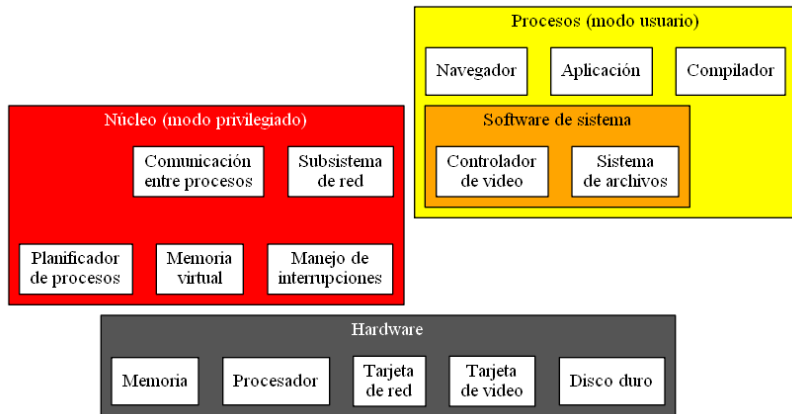 Procesos (modo usuario)
Navegador
Aplicación
Compilador
Software de sistema
Controlador
de video
Sistema
de archivos
Núcleo (modo privilegiado)
Comunicación
entre procesos
Subsistema
de red
Planificador
de procesos
Memoria
virtual
Manejo de
interrupciones
Hardware
Memoria
Procesador
Tarjeta
de red
Tarjeta
de video
Disco duro